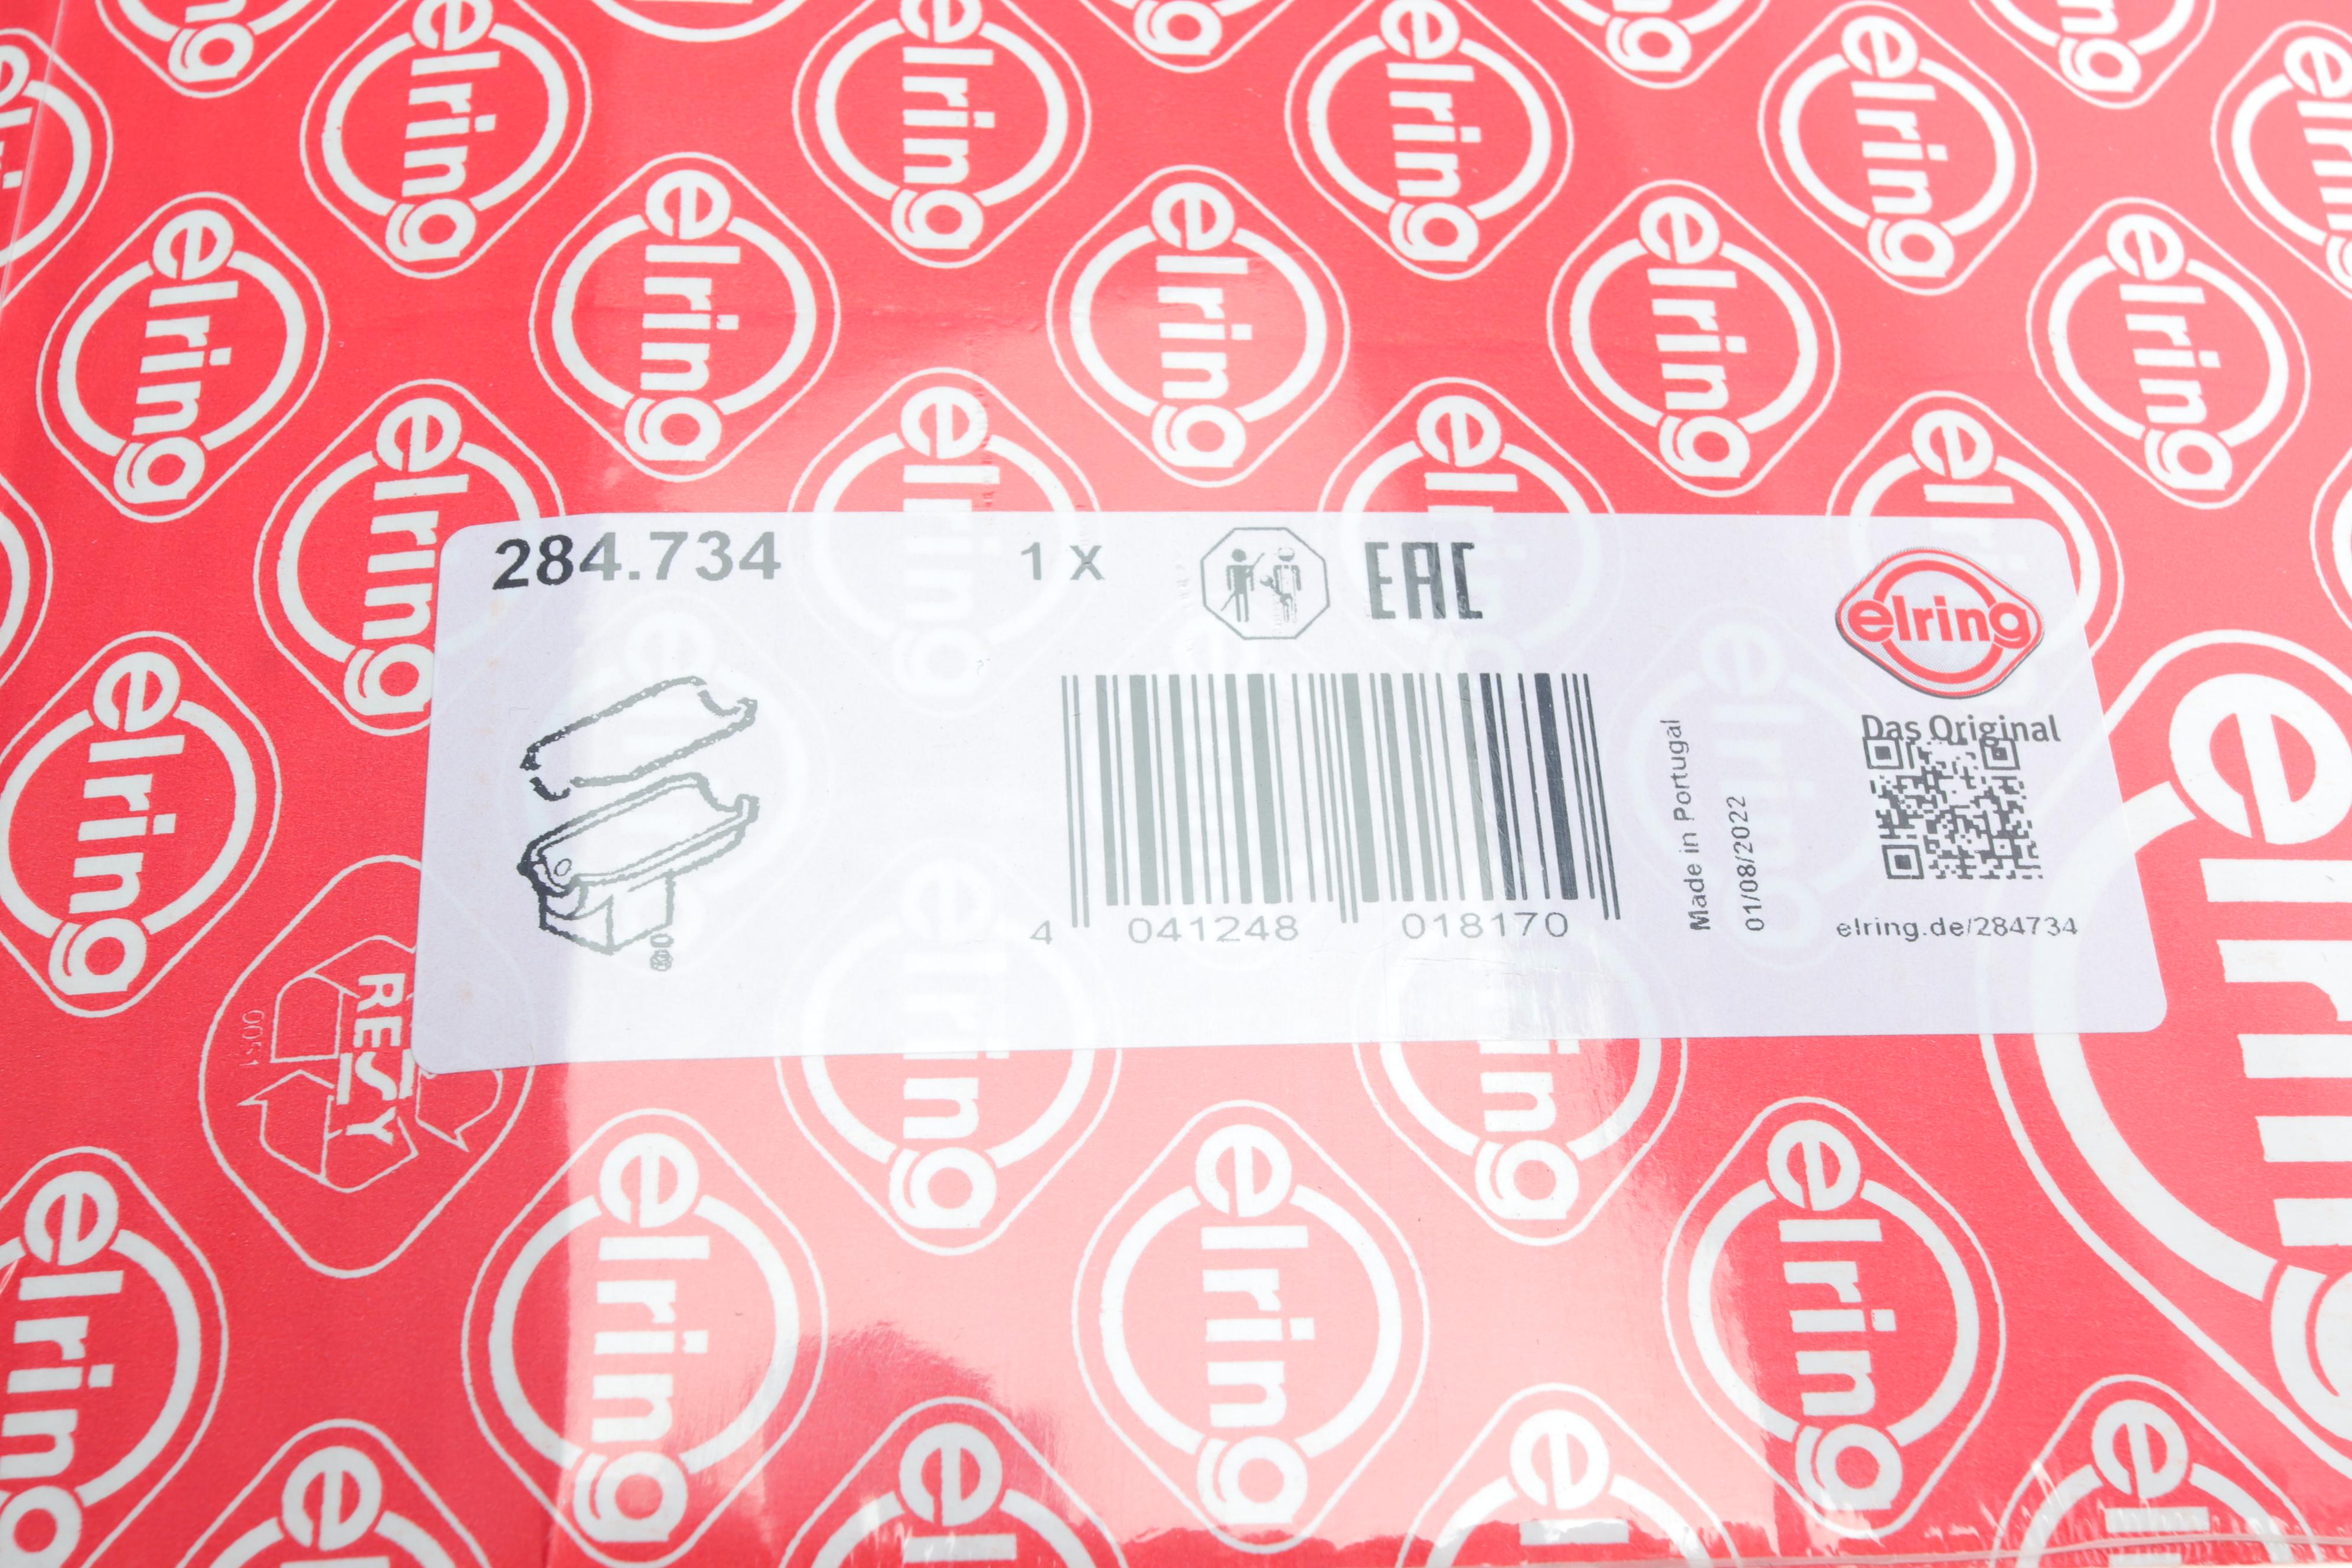 284.734
1 X
EAC
elring
Das Original
4 041248 018170
Made in Portugal
01/08/2022
elring.de/284734
RESY
elring